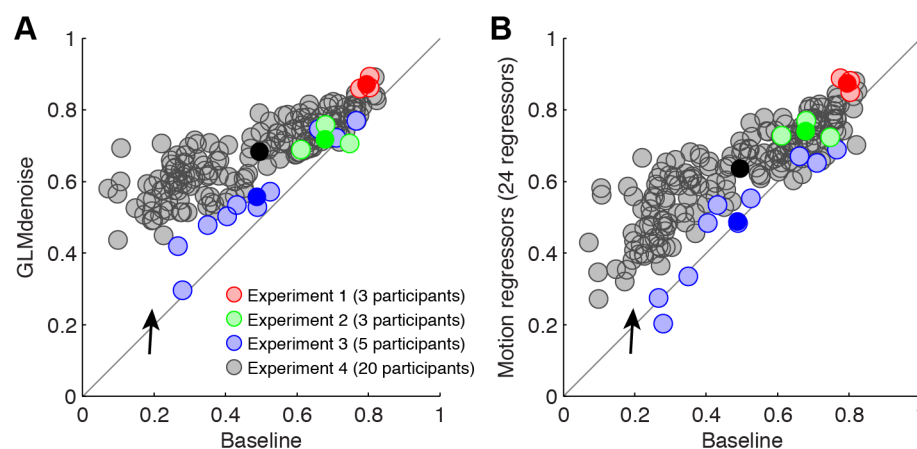 A
GLMdenoise
1
0.8
0.6
0.4
0.2
0
0 0.2 0.4 0.6 0.8 1
Baseline
Experiment 1 (3 participants)
Experiment 2 (3 participants)
Experiment 3 (5 participants)
Experiment 4 (20 participants)
B
Motion regressors (24 regressors)
1
0.8
0.6
0.4
0.2
0
0 0.2 0.4 0.6 0.8
Baseline